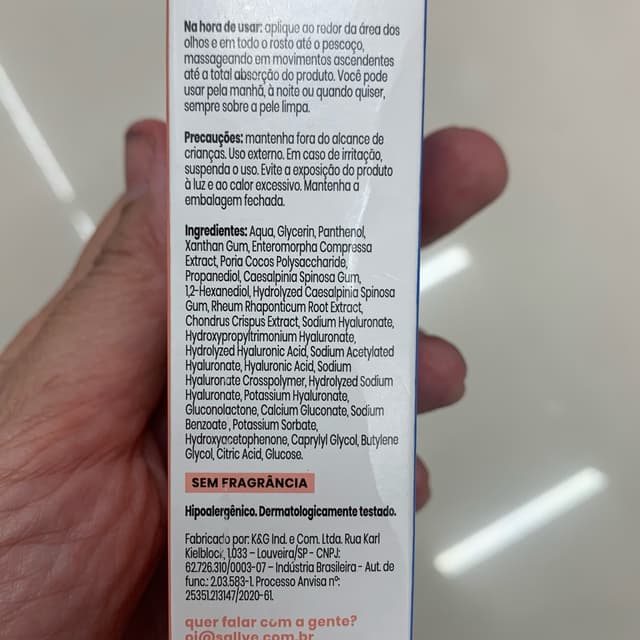 Na hora de usar: aplique ao redor da área dos
olhos e em todo o rosto até o pescoço,
massageando em movimentos ascendentes
até a total absorção do produto. Você pode
usar pela manhã, à noite ou quando quiser,
sempre sobre a pele limpa.
Precauções: mantenha fora do alcance de
crianças. Uso externo. Em caso de irritação,
suspenda o uso. Evite a exposição do produto
à luz e ao calor excessivo. Mantenha a
embalagem fechada.
Ingredientes: Aqua, Glycerin, Panthenol,
Xanthan Gum, Enteromorpha Compressa
Extract, Poria Cocos Polysaccharide,
Propanediol, Caesalpinia Spinosa Gum,
1,2-Hexanediol, Hydrolyzed Caesalpinia Spinosa
Gum, Rheum Rhaponticum Root Extract,
Chondrus Crispus Extract, Sodium Hyaluronate,
Hydroxypropyltrimonium Hyaluronate,
Hydrolyzed Hyaluronic Acid, Sodium Acetylated
Hyaluronate, Hyaluronic Acid, Sodium
Hyaluronate Crosspolymer, Hydrolyzed Sodium
Hyaluronate, Potassium Hyaluronate,
Gluconolactone, Calcium Gluconate, Sodium
Benzoate , Potassium Sorbate,
Hydroxyacetophenone, Caprylyl Glycol, Butylene
Glycol, Citric Acid, Glucose.
SEM FRAGRÂNCIA
Hipoalergênico. Dermatologicamente testado.
Fabricado por: K&G Ind. e Com. Ltda. Rua Karl
Kielblock, 1.033 – Louveira/SP – CNPJ:
62.726.310/0003-07 – Indústria Brasileira - Aut. de
func.: 2.03.583-1. Processo Anvisa nº:
25351.213147/2020-61.
quer falar com a gente?
oi@sallve.com.br